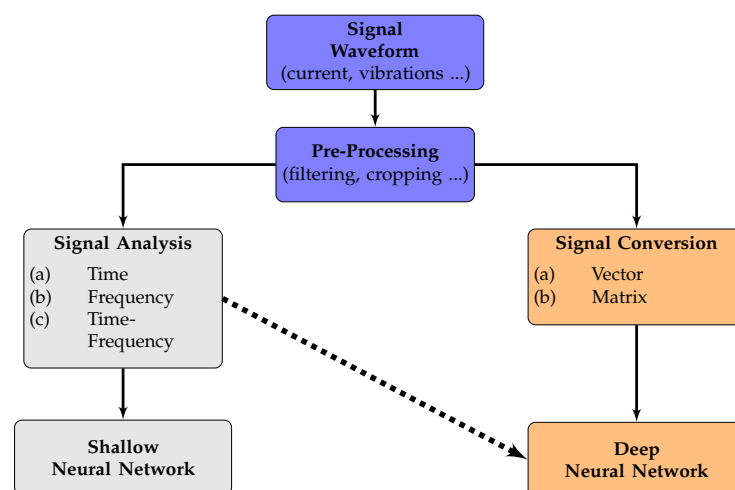 Signal
Waveform
(current, vibrations ...)
Pre-Processing
(filtering, cropping ...)
Signal Analysis
(a) Time
(b) Frequency
(c) Time-
Frequency
Signal Conversion
(a) Vector
(b) Matrix
Shallow
Neural Network
Deep
Neural Network